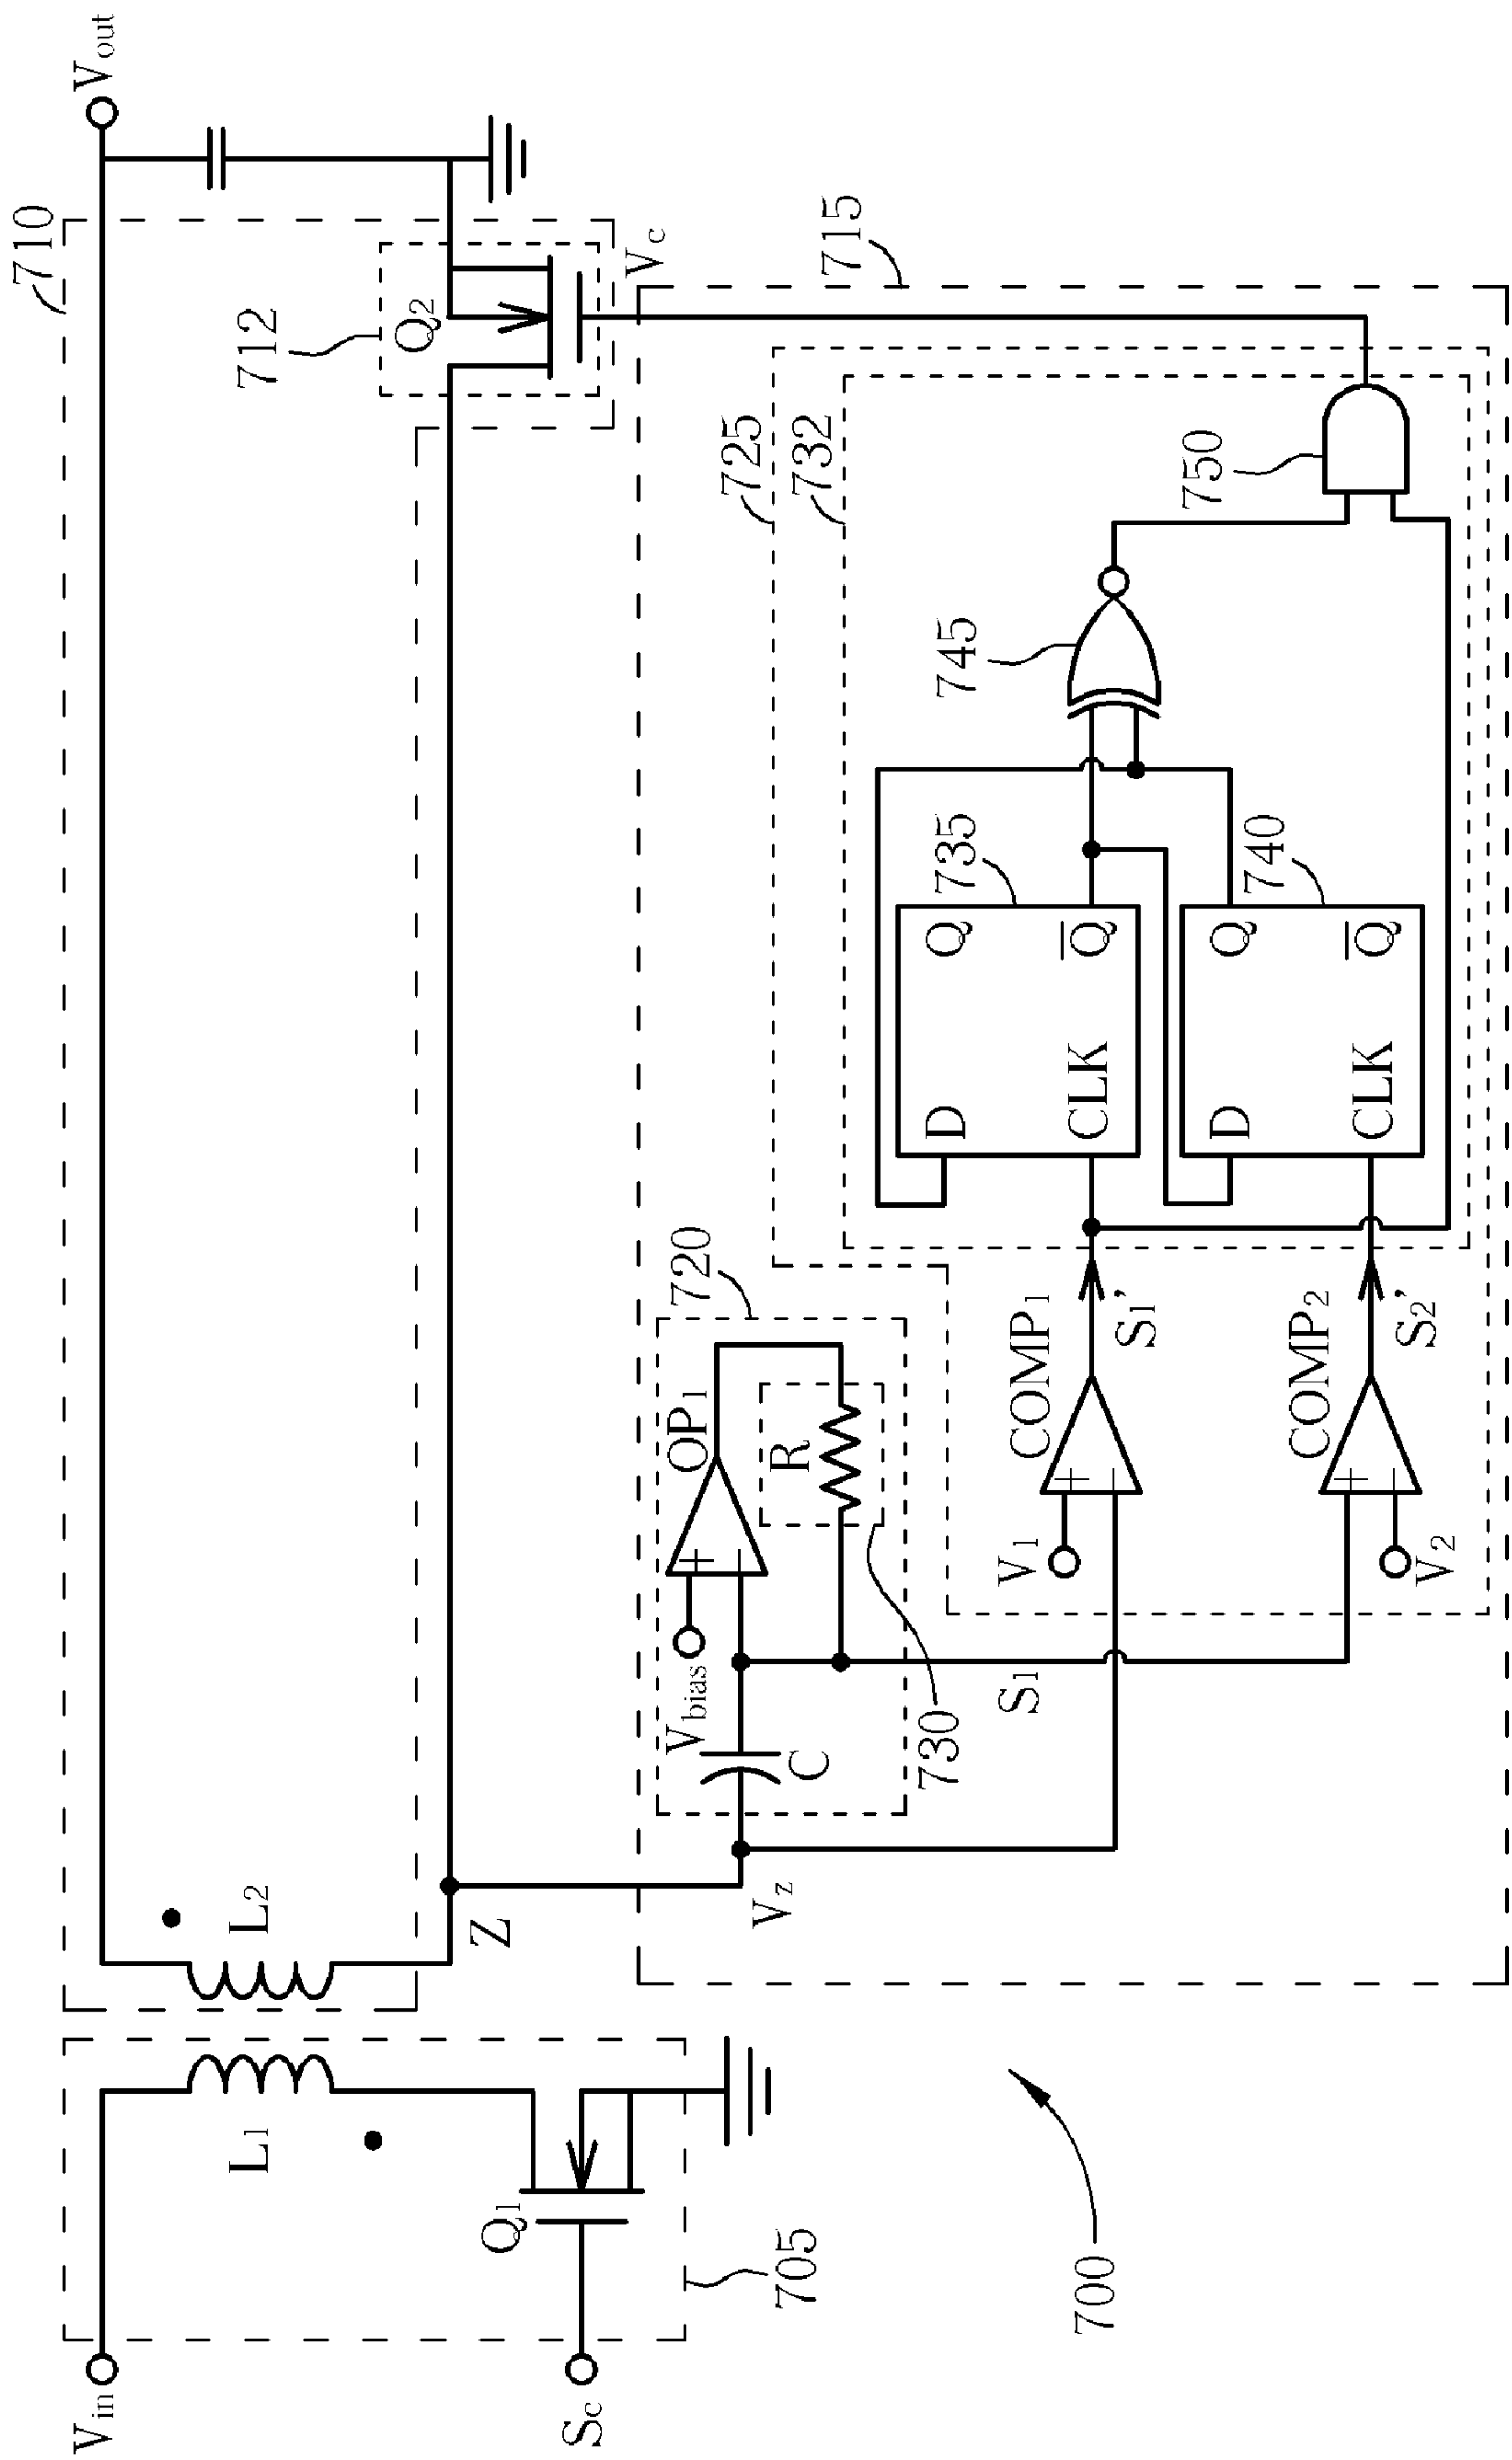 710
Vout
L1
L2
Vin
712
Q2
Q1
Sc
Z
Vc
705
715
Vz
720
Vbias
OP1
C
R
730
725
732
S1
V1
COMP1
S1'
D
Q
735
CLK
Q̅
745
750
V2
COMP2
S2'
D
Q
740
CLK
Q̅
700